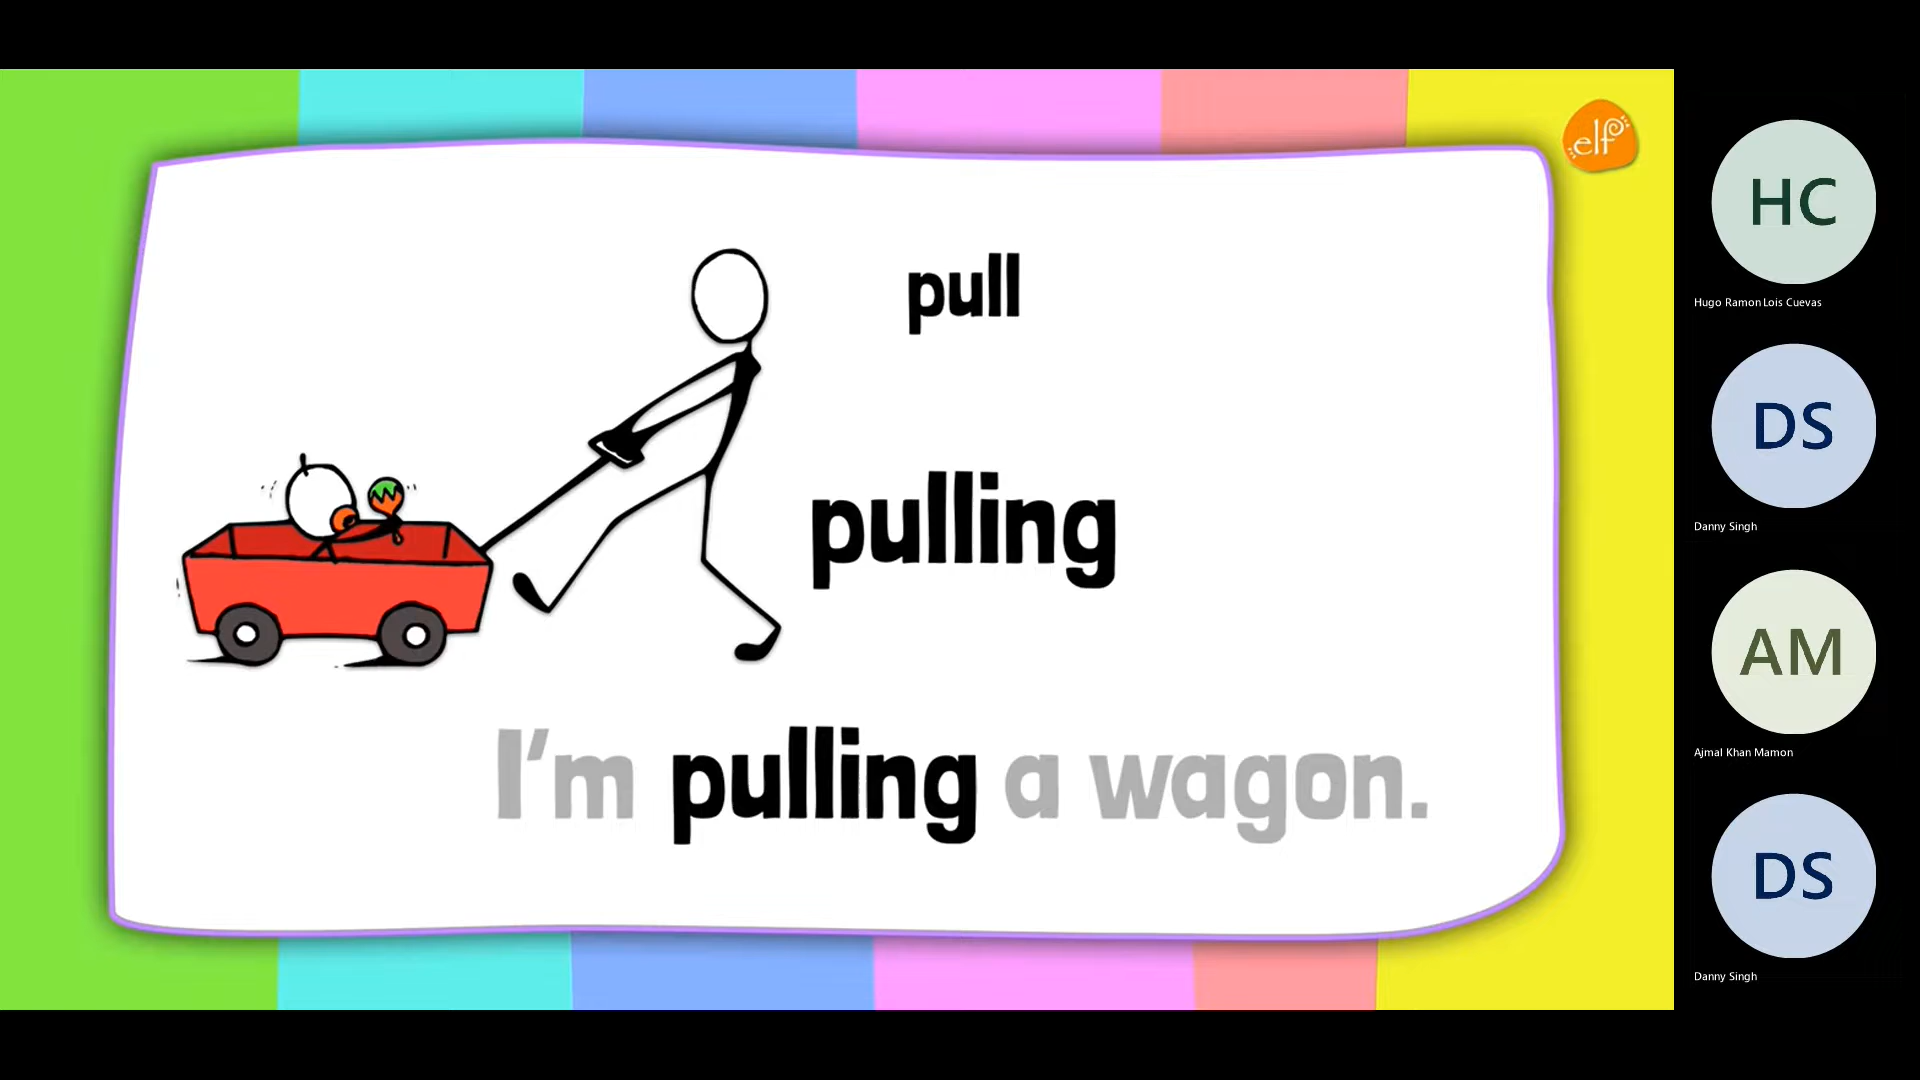 elf
pull
pulling
I'm pulling a wagon.
HC
Hugo Ramon Lois Cuevas
DS
Danny Singh
AM
Ajmal Khan Mamon
DS
Danny Singh